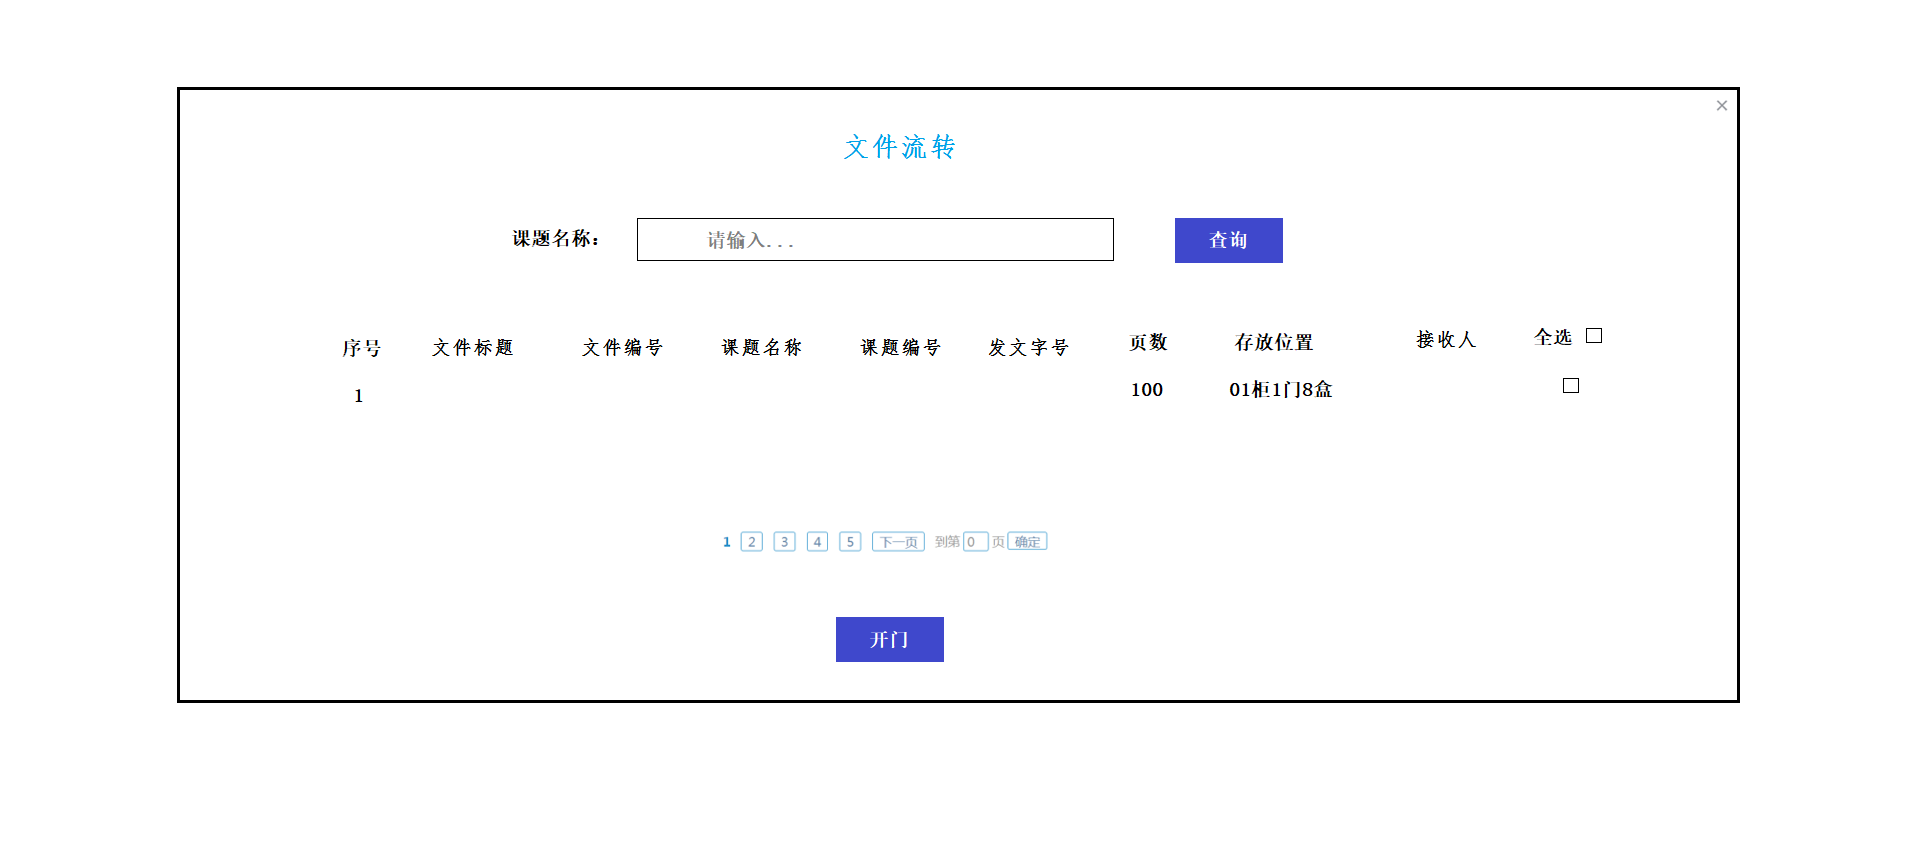 ×
文件流转
课题名称： 请输入... 查询
序号 文件标题 文件编号 课题名称 课题编号 发文字号 页数 存放位置 接收人 全选
1 100 01柜1门8盒
1 2 3 4 5 下一页 到第 0 页 确定
开门